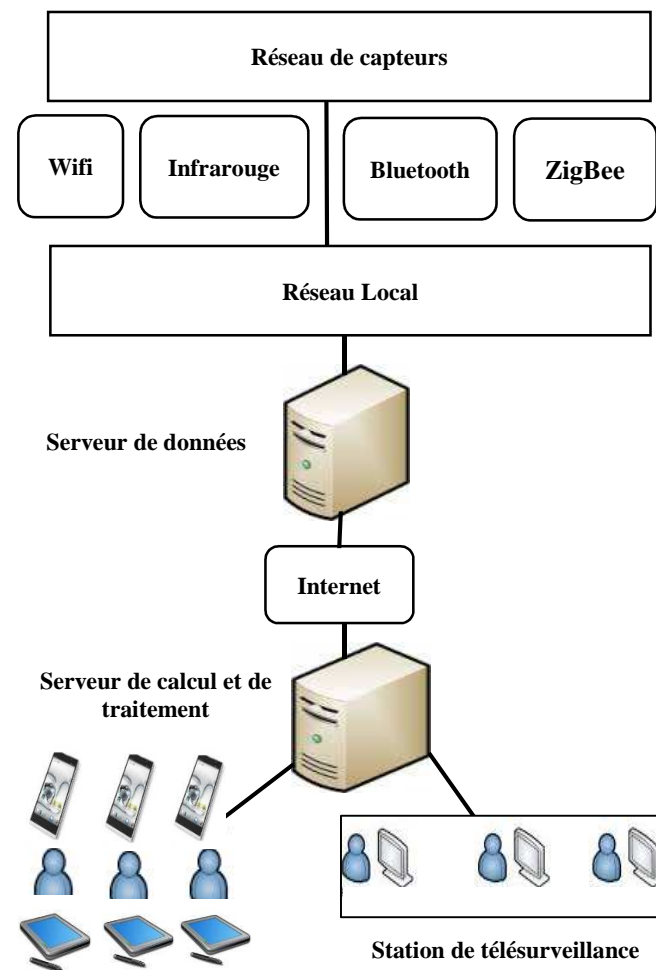 Réseau de capteurs
Wifi
Infrarouge
Bluetooth
ZigBee
Réseau Local
Serveur de données
Internet
Serveur de calcul et de
traitement
Station de télésurveillance